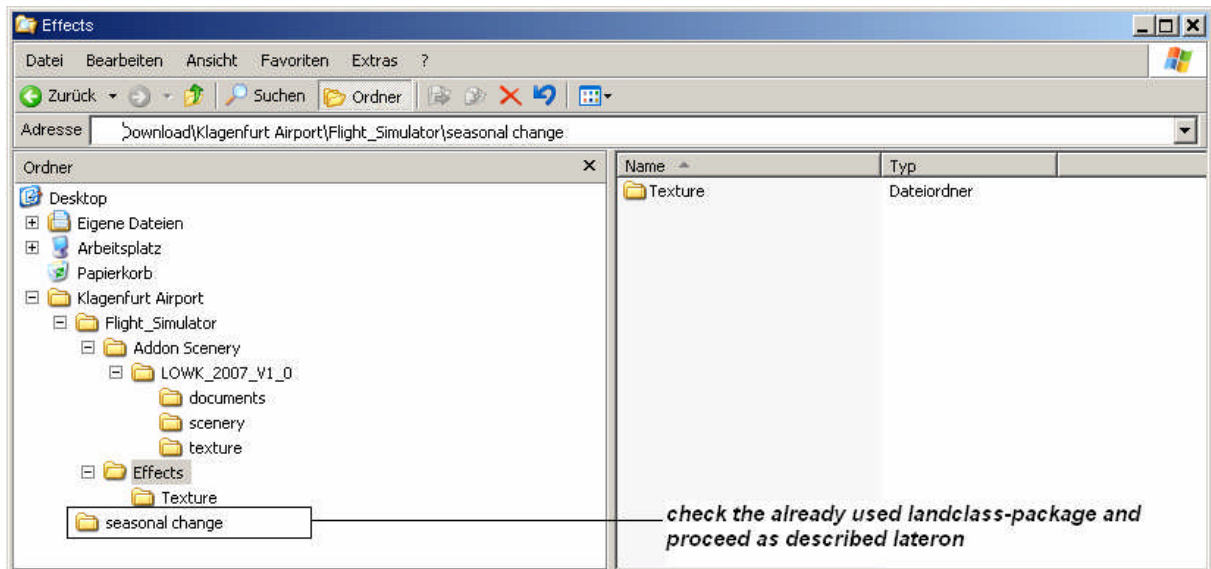 Effects
Datei Bearbeiten Ansicht Favoriten Extras ?
Zurück Suchen Ordner
Adresse Download\Klagenfurt Airport\Flight_Simulator\seasonal change
Ordner x
Desktop
Eigene Dateien
Arbeitsplatz
Papierkorb
Klagenfurt Airport
Flight_Simulator
Addon Scenery
LOWK_2007_V1_0
documents
scenery
texture
Effects
Texture
seasonal change
Name Typ
Texture Dateiordner
check the already used landclass-package and
proceed as described lateron